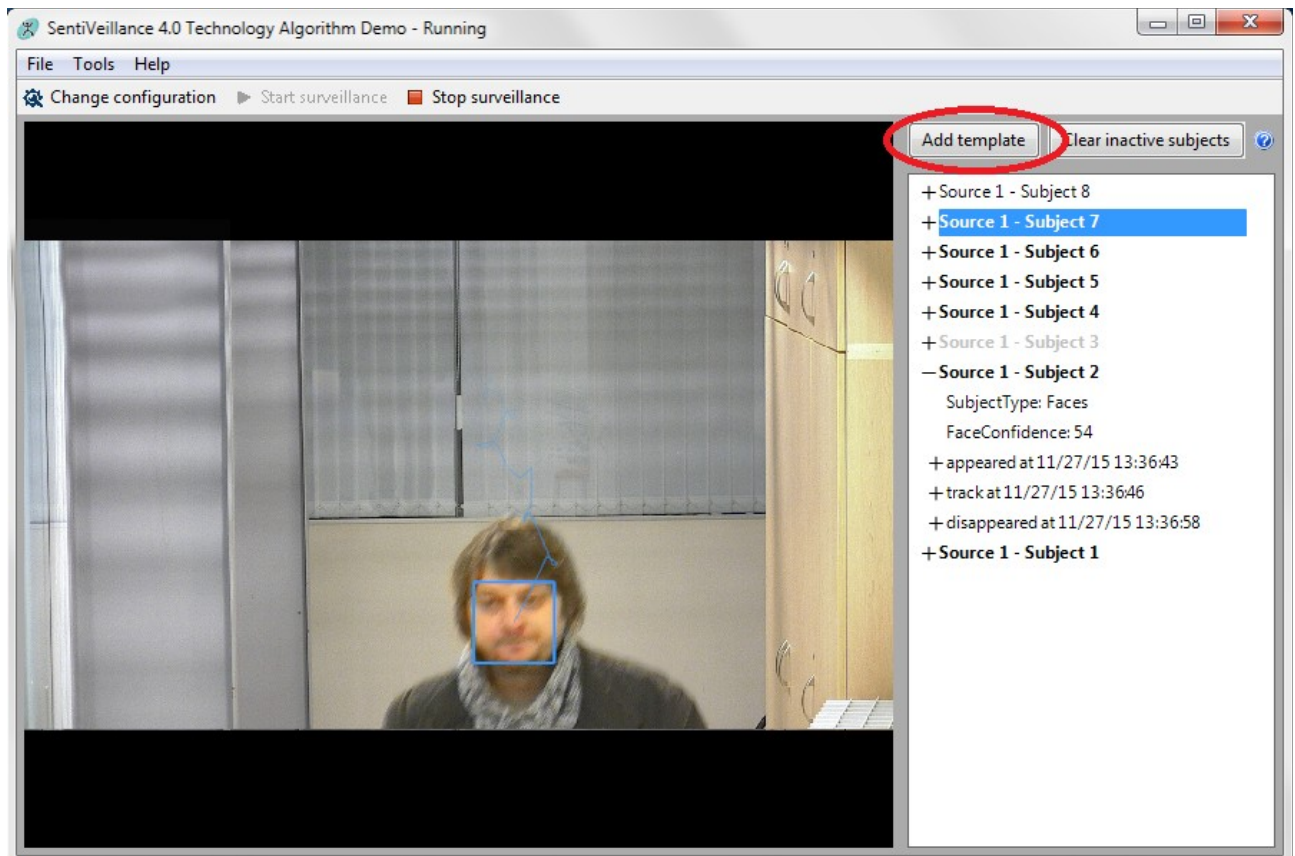 SentiVeillance 4.0 Technology Algorithm Demo - Running
File Tools Help
Change configuration Start surveillance Stop surveillance
Add template Clear inactive subjects ?
+Source 1 - Subject 8
+Source 1 - Subject 7
+Source 1 - Subject 6
+Source 1 - Subject 5
+Source 1 - Subject 4
+Source 1 - Subject 3
−Source 1 - Subject 2
SubjectType: Faces
FaceConfidence: 54
+appeared at 11/27/15 13:36:43
+track at 11/27/15 13:36:46
+disappeared at 11/27/15 13:36:58
+Source 1 - Subject 1